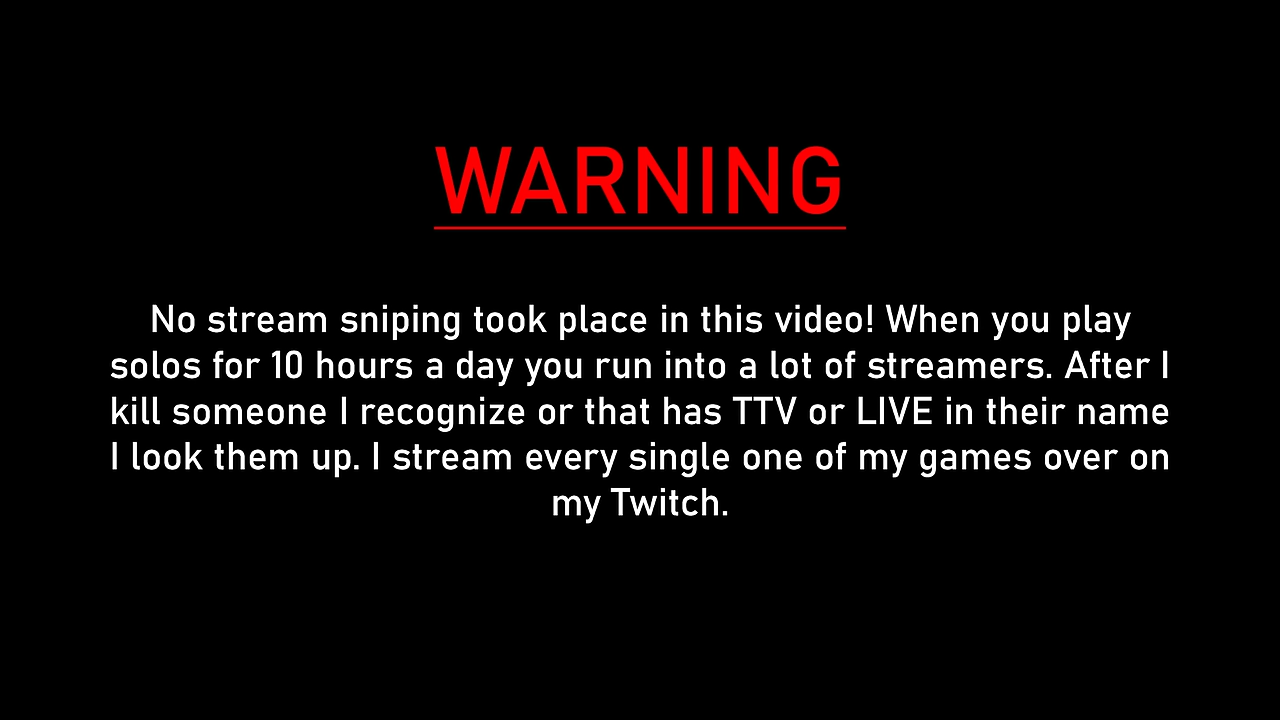 WARNING
No stream sniping took place in this video! When you play
solos for 10 hours a day you run into a lot of streamers. After I
kill someone I recognize or that has TTV or LIVE in their name
I look them up. I stream every single one of my games over on
my Twitch.